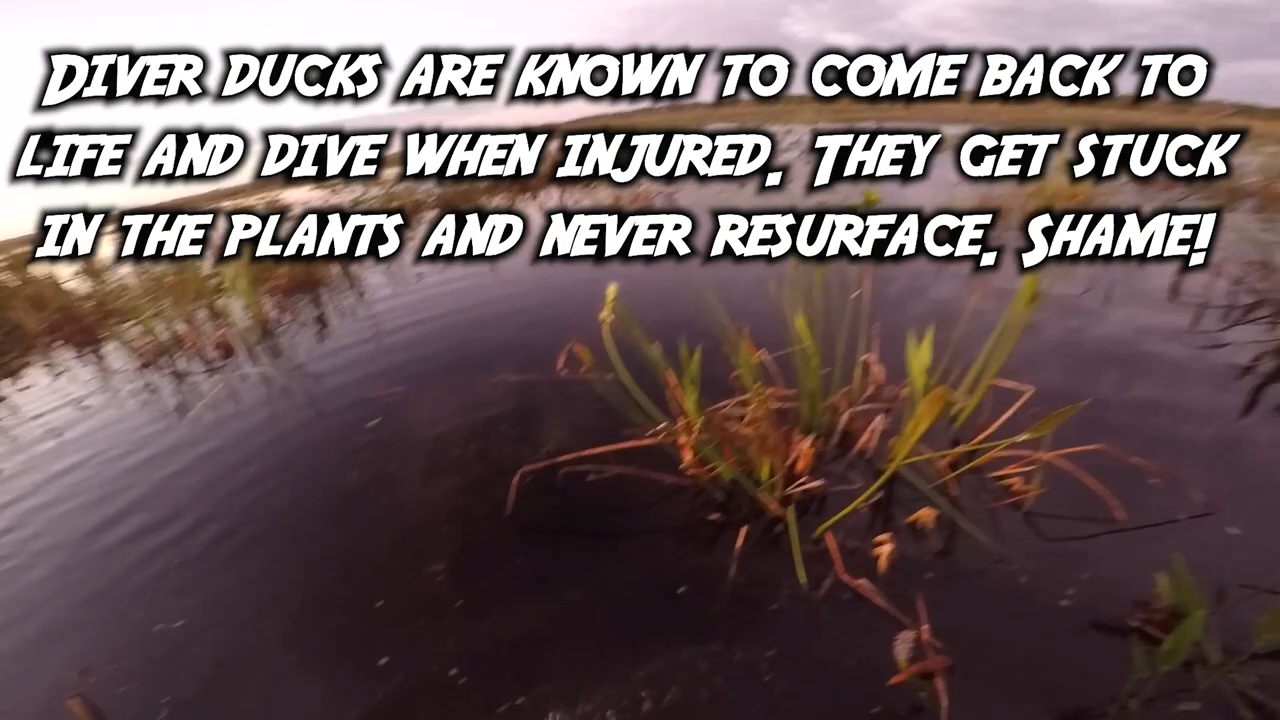 Diver ducks are known to come back to
life and dive when injured. They get stuck
in the plants and never resurface. Shame!